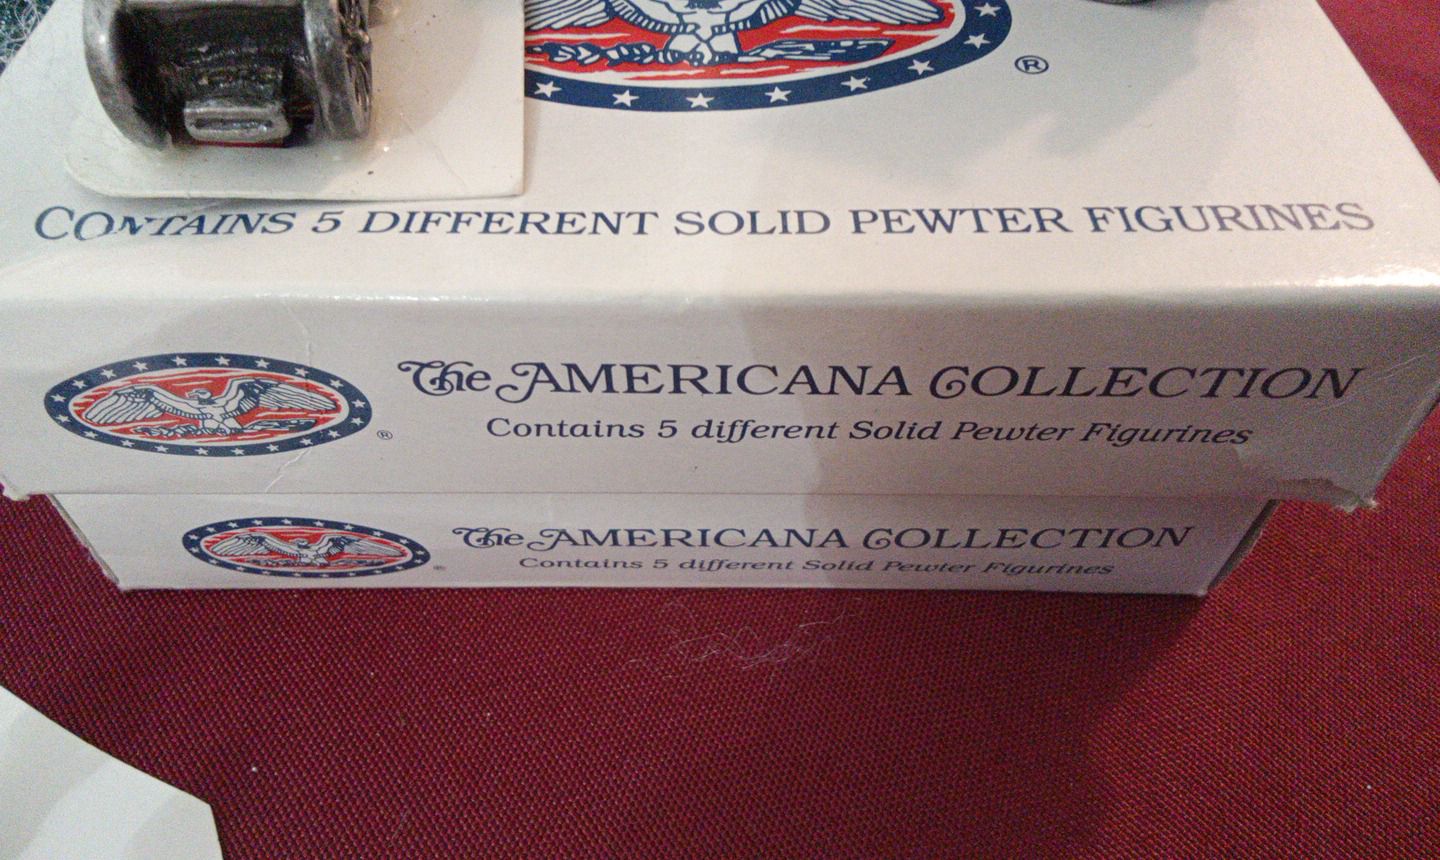 ®
CONTAINS 5 DIFFERENT SOLID PEWTER FIGURINES
The AMERICANA COLLECTION
Contains 5 different Solid Pewter Figurines
®
The AMERICANA COLLECTION
Contains 5 different Solid Pewter Figurines
®